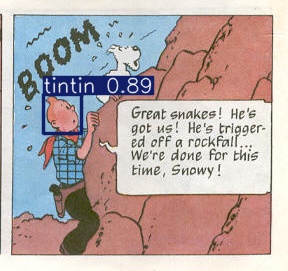 BOOM
tintin 0.89
Great snakes! He's
got us! He's trigger-
ed off a rockfall...
We're done for this
time, Snowy!